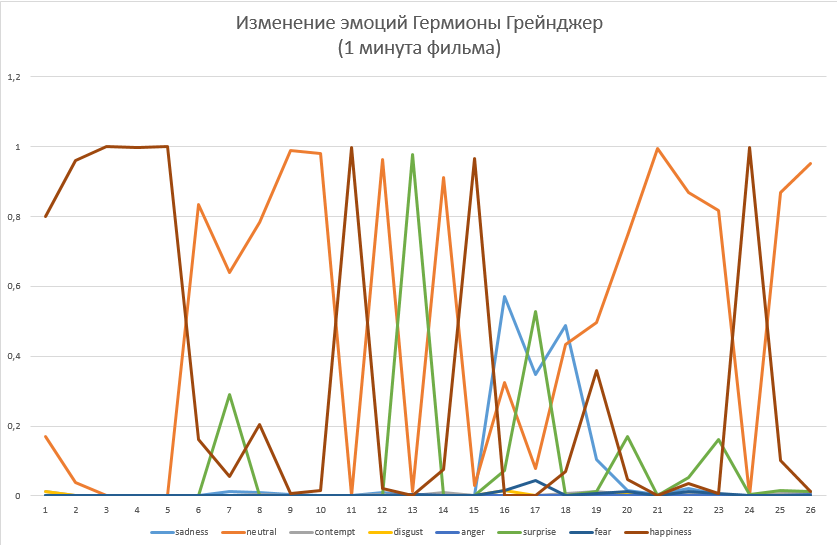 Изменение эмоций Гермионы Грейнджер
(1 минута фильма)
1,2
1
0,8
0,6
0,4
0,2
0
1 2 3 4 5 6 7 8 9 10 11 12 13 14 15 16 17 18 19 20 21 22 23 24 25 26
sadness neutral contempt disgust anger surprise fear happiness